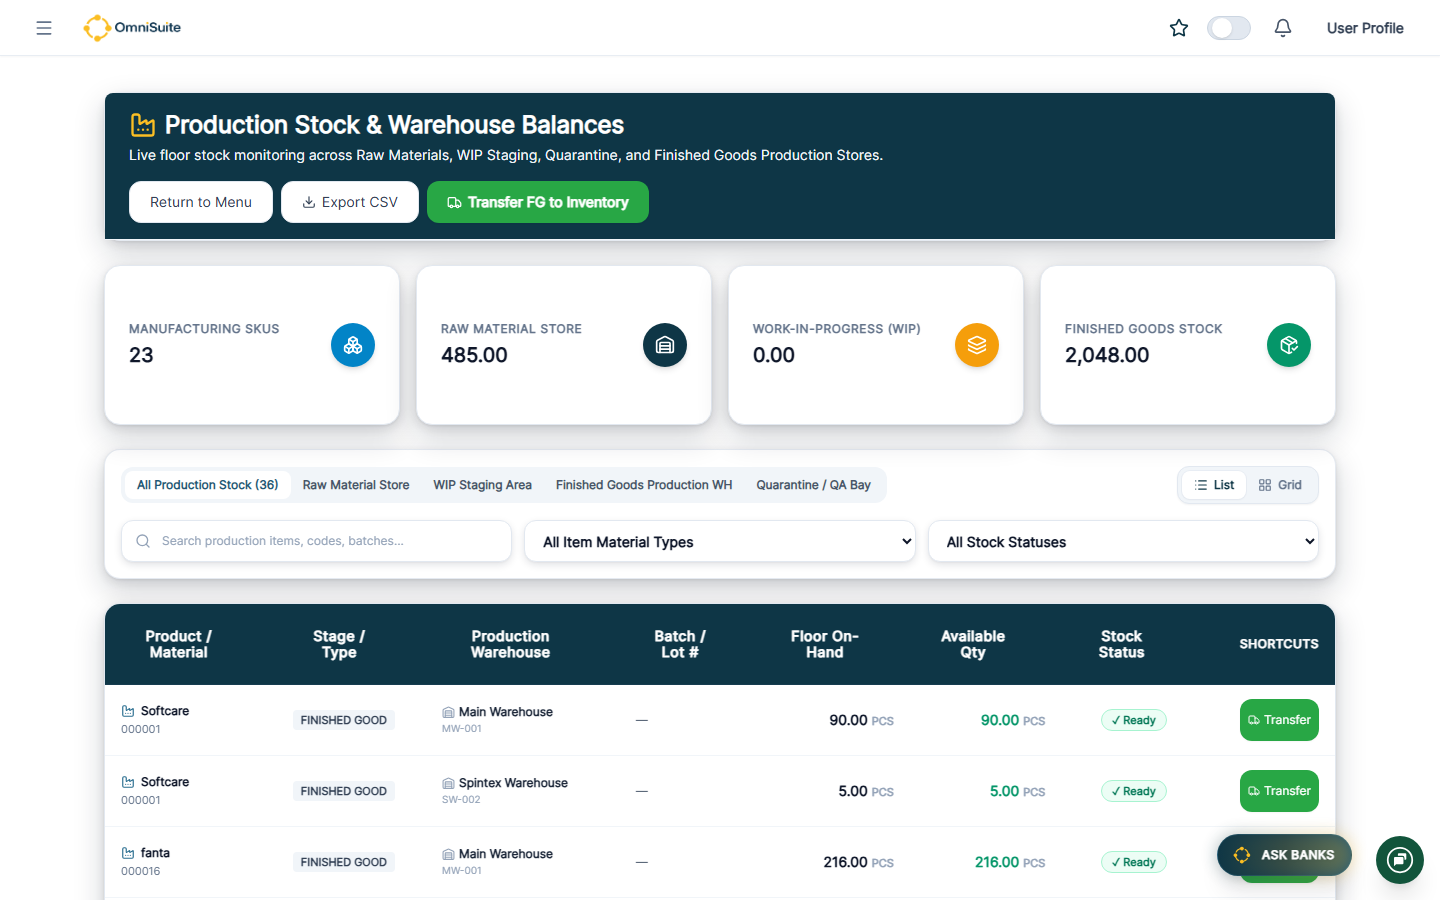 OmniSuite
User Profile
Production Stock & Warehouse Balances
Live floor stock monitoring across Raw Materials, WIP Staging, Quarantine, and Finished Goods Production Stores.
Return to Menu
Export CSV
Transfer FG to Inventory
MANUFACTURING SKUS
23
RAW MATERIAL STORE
485.00
WORK-IN-PROGRESS (WIP)
0.00
FINISHED GOODS STOCK
2,048.00
All Production Stock (36)
Raw Material Store
WIP Staging Area
Finished Goods Production WH
Quarantine / QA Bay
List
Grid
Search production items, codes, batches...
All Item Material Types
All Stock Statuses
Product /
Material
Stage /
Type
Production
Warehouse
Batch /
Lot #
Floor On-
Hand
Available
Qty
Stock
Status
SHORTCUTS
Softcare
000001
FINISHED GOOD
Main Warehouse
MW-001
—
90.00 PCS
90.00 PCS
✓ Ready
Transfer
Softcare
000001
FINISHED GOOD
Spintex Warehouse
SW-002
—
5.00 PCS
5.00 PCS
✓ Ready
Transfer
fanta
000016
FINISHED GOOD
Main Warehouse
MW-001
—
216.00 PCS
216.00 PCS
✓ Ready
ASK BANKS